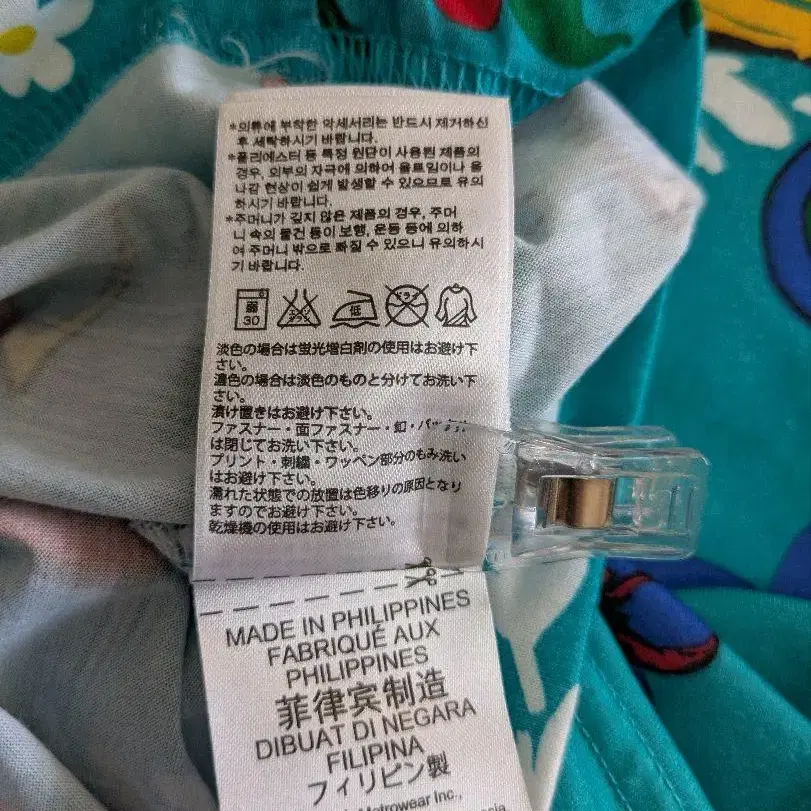 *의류에 부착한 악세서리는 반드시 제거하신
후 세탁하시기 바랍니다.
*폴리에스터 등 특정 원단이 사용된 제품의
경우, 외부의 자극에 의하여 올트임이나 올
나감 현상이 쉽게 발생할 수 있으므로 유의
하시기 바랍니다.
*주머니가 깊지 않은 제품의 경우, 주머
니 속의 물건 등이 보행, 운동 등에 의하
여 주머니 밖으로 빠질 수 있으니 유의하시
기 바랍니다.
弱 30 エンソサラシ 低 ドライ
淡色の場合は蛍光増白剤の使用はお避け下
さい。
濃色の場合は淡色のものと分けてお洗い下
さい。
漬け置きはお避け下さい。
ファスナー・面ファスナー・釦・
は閉じてお洗い下さい。
プリント・刺繍・ワッペン部分のもみ洗い
はお避け下さい。
濡れた状態での放置は色移りの原因となり
ますのでお避け下さい。
乾燥機の使用はお避け下さい。
MADE IN PHILIPPINES
FABRIQUÉ AUX
PHILIPPINES
菲律宾制造
DIBUAT DI NEGARA
FILIPINA
フィリピン製
Metrowear Inc.,